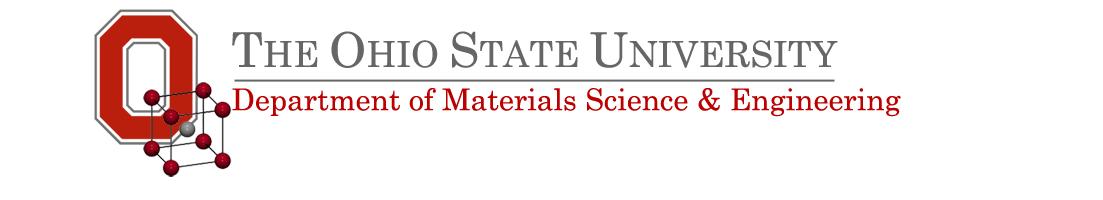 THE OHIO STATE UNIVERSITY
Department of Materials Science & Engineering